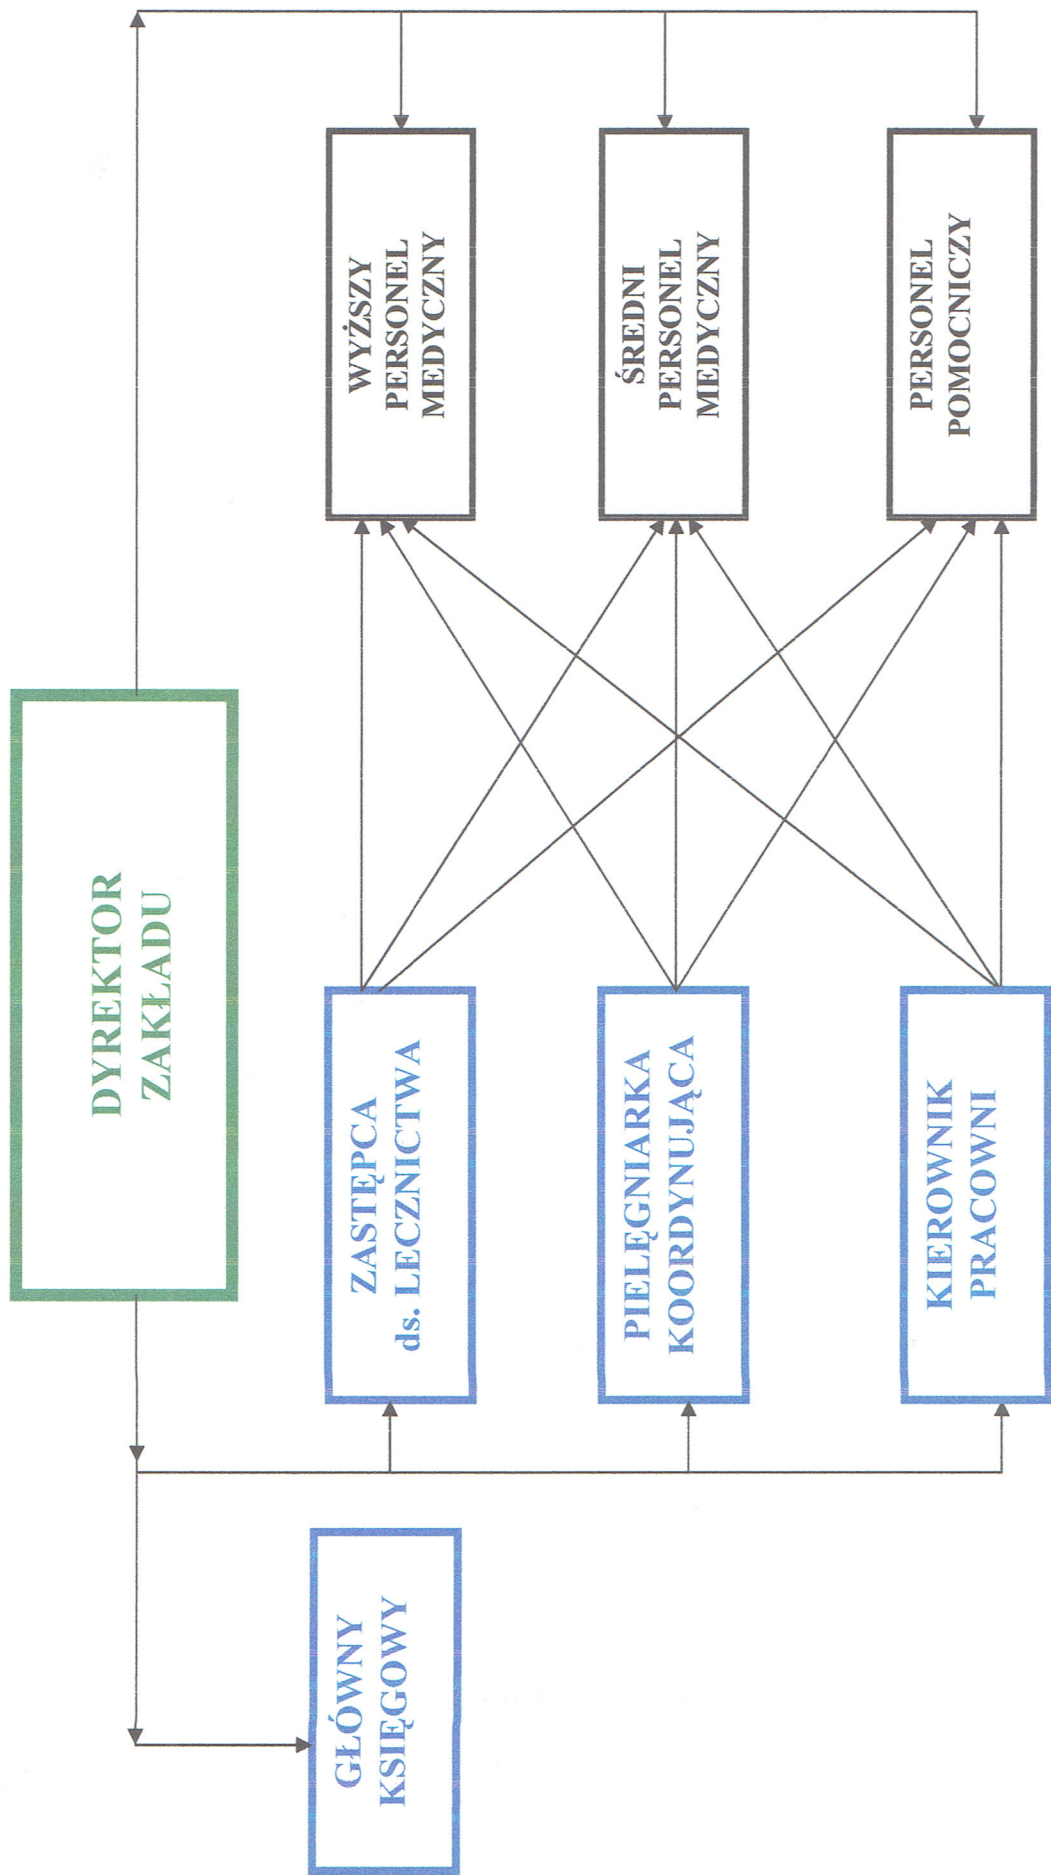 DYREKTOR
ZAKŁADU
GŁÓWNY
KSIĘGOWY
ZASTĘPCA
ds. LECZNICTWA
WYŻSZY
PERSONEL
MEDYCZNY
PIELĘGNIARKA
KOORDYNUJĄCA
ŚREDNI
PERSONEL
MEDYCZNY
KIEROWNIK
PRACOWNI
PERSONEL
POMOCNICZY